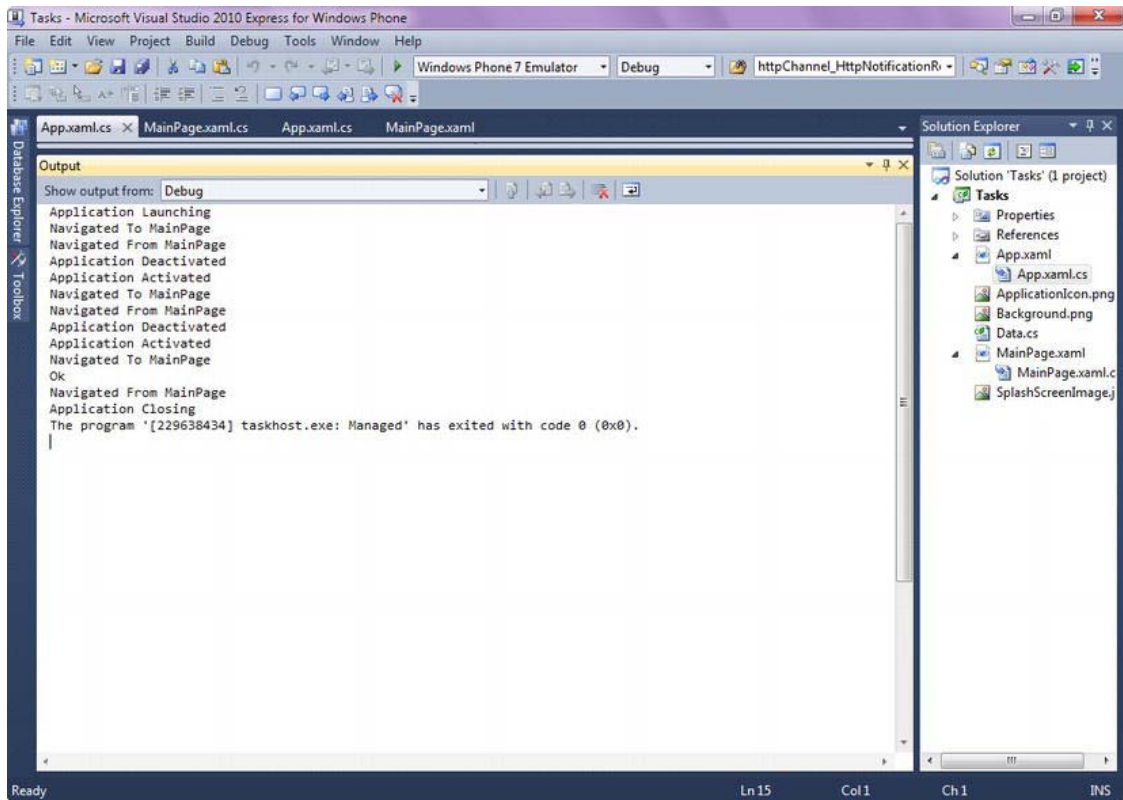 Tasks - Microsoft Visual Studio 2010 Express for Windows Phone
File Edit View Project Build Debug Tools Window Help
Windows Phone 7 Emulator Debug httpChannel_HttpNotificationR
App.xaml.cs MainPage.xaml.cs App.xaml.cs MainPage.xaml
Database Explorer
Toolbox
Output
Show output from: Debug
Application Launching
Navigated To MainPage
Navigated From MainPage
Application Deactivated
Application Activated
Navigated To MainPage
Navigated From MainPage
Application Deactivated
Application Activated
Navigated To MainPage
Ok
Navigated From MainPage
Application Closing
The program '[229638434] taskhost.exe: Managed' has exited with code 0 (0x0).
Solution Explorer
Solution 'Tasks' (1 project)
Tasks
Properties
References
App.xaml
App.xaml.cs
ApplicationIcon.png
Background.png
Data.cs
MainPage.xaml
MainPage.xaml.c
SplashScreenImage.j
Ready Ln 15 Col 1 Ch 1 INS